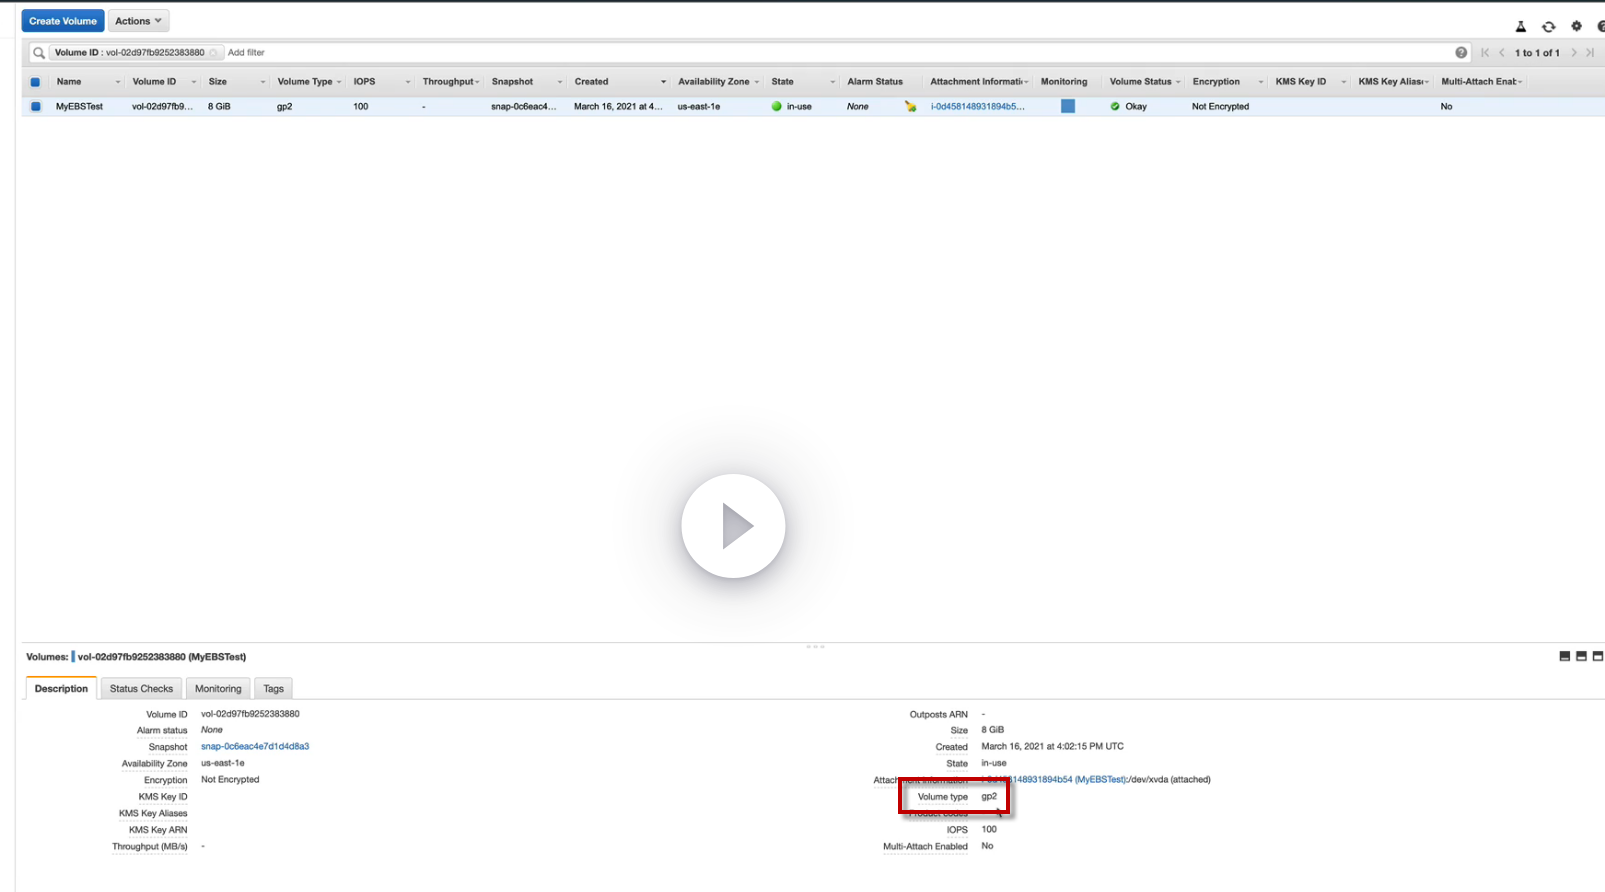 Create Volume Actions
Volume ID : vol-02d97fb9252383880 Add filter 1 to 1 of 1
Name Volume ID Size Volume Type IOPS Throughput Snapshot Created Availability Zone State Alarm Status Attachment Informati Monitoring Volume Status Encryption KMS Key ID KMS Key Alias Multi-Attach Enab
MyEBSTest vol-02d97fb9... 8 GiB gp2 100 - snap-0c6eac4... March 16, 2021 at 4... us-east-1e in-use None i-0d458148931894b5... Okay Not Encrypted No
Volumes: vol-02d97fb9252383880 (MyEBSTest)
Description Status Checks Monitoring Tags
Volume ID vol-02d97fb9252383880
Alarm status None
Snapshot snap-0c6eac4e7d1d4d8a3
Availability Zone us-east-1e
Encryption Not Encrypted
KMS Key ID
KMS Key Aliases
KMS Key ARN
Throughput (MB/s) -
Outposts ARN -
Size 8 GiB
Created March 16, 2021 at 4:02:15 PM UTC
State in-use
Attachment information i-0d458148931894b54 (MyEBSTest):/dev/xvda (attached)
Volume type gp2
Product codes
IOPS 100
Multi-Attach Enabled No